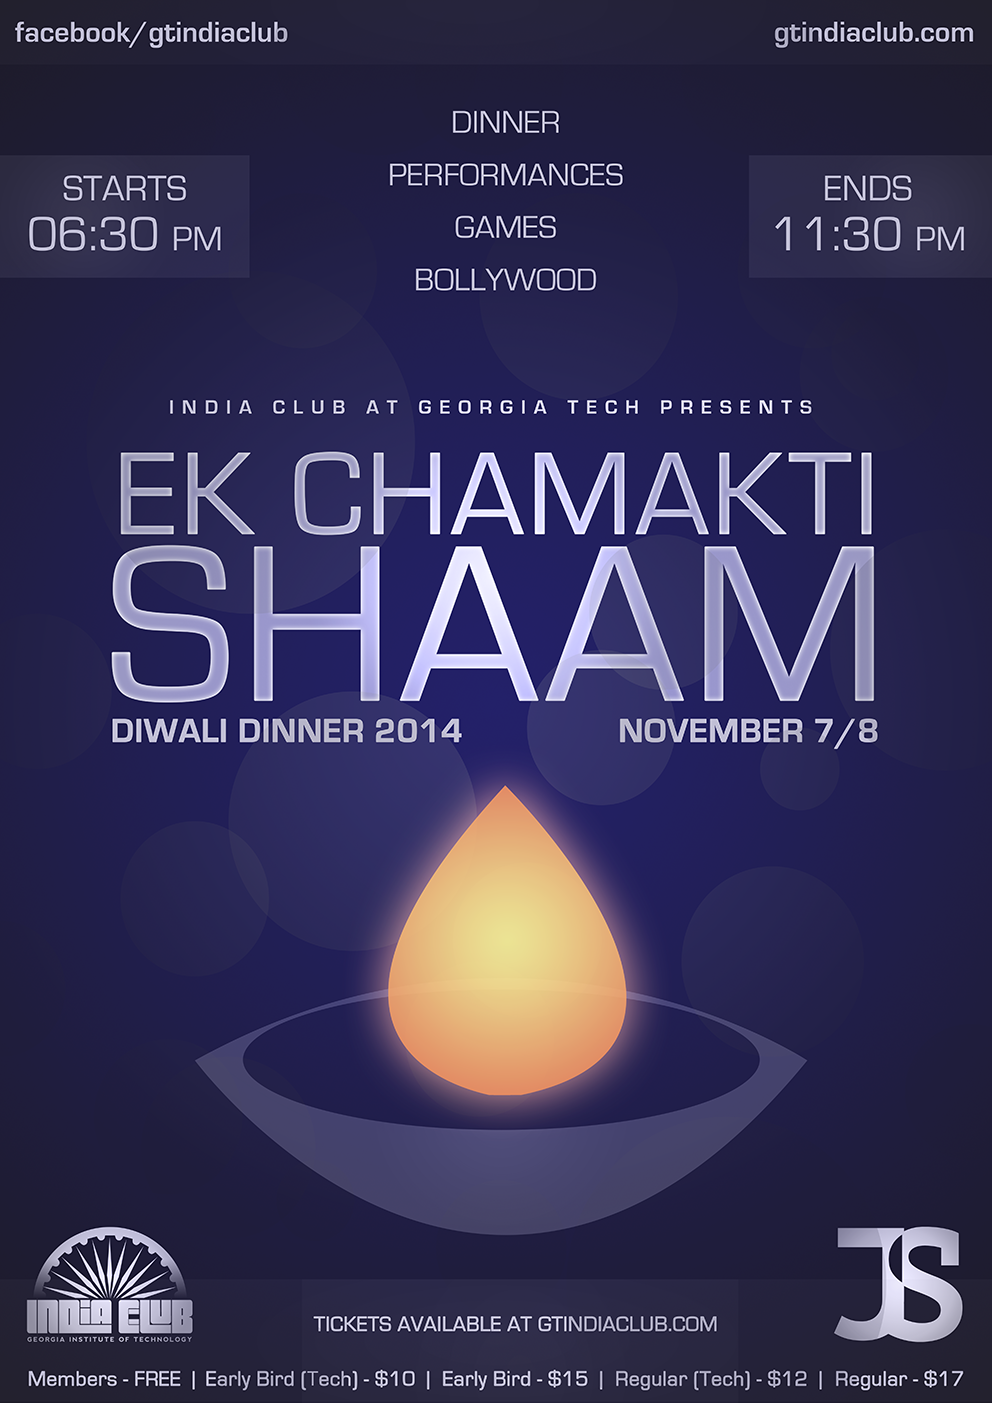 facebook/gtindiaclub
gtindiaclub.com
DINNER
PERFORMANCES
GAMES
BOLLYWOOD
STARTS
06:30 PM
ENDS
11:30 PM
INDIA CLUB AT GEORGIA TECH PRESENTS
EK CHAMAKTI
SHAAM
DIWALI DINNER 2014
NOVEMBER 7/8
INDIA CLUB
GEORGIA INSTITUTE OF TECHNOLOGY
TICKETS AVAILABLE AT GTINDIACLUB.COM
JS
Members - FREE | Early Bird (Tech) - $10 | Early Bird - $15 | Regular (Tech) - $12 | Regular - $17